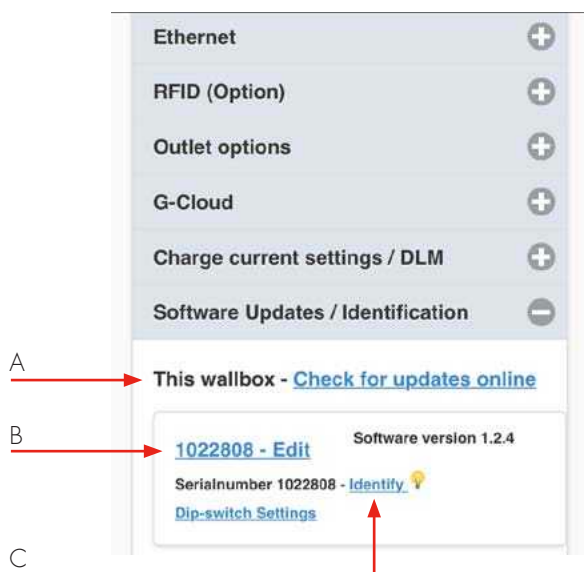 Ethernet
RFID (Option)
Outlet options
G-Cloud
Charge current settings / DLM
Software Updates / Identification
A
This wallbox - Check for updates online
B
1022808 - Edit
Software version 1.2.4
Serialnumber 1022808 - Identify
Dip-switch Settings
C